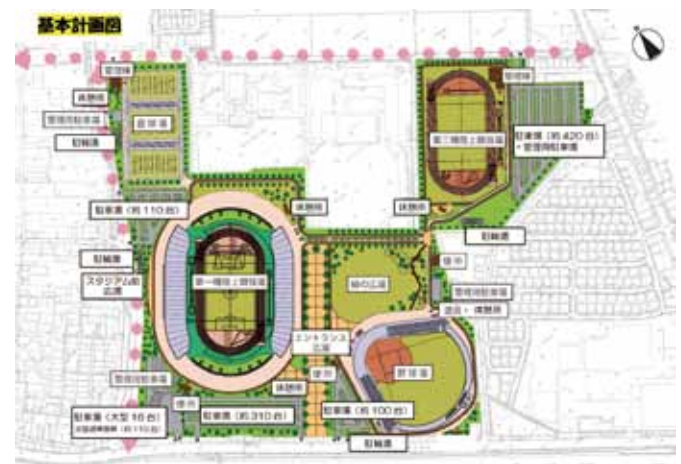 基本計画図
管理棟
休憩所
管理用駐車場
駐輪場
庭球場
管理棟
第二種陸上競技場
駐車場（約420台）
・管理用駐車場
駐車場（約110台）
休憩所
休憩所
駐輪場
駐輪場
スタジアム前
広場
第一種陸上競技場
緑の広場
便所
管理用駐車場
遊具・休憩所
エントランス
広場
野球場
管理用駐車場
便所
休憩所
便所
駐車場（大型16台）
駐車場（約310台）
駐車場（約100台）
駐輪場